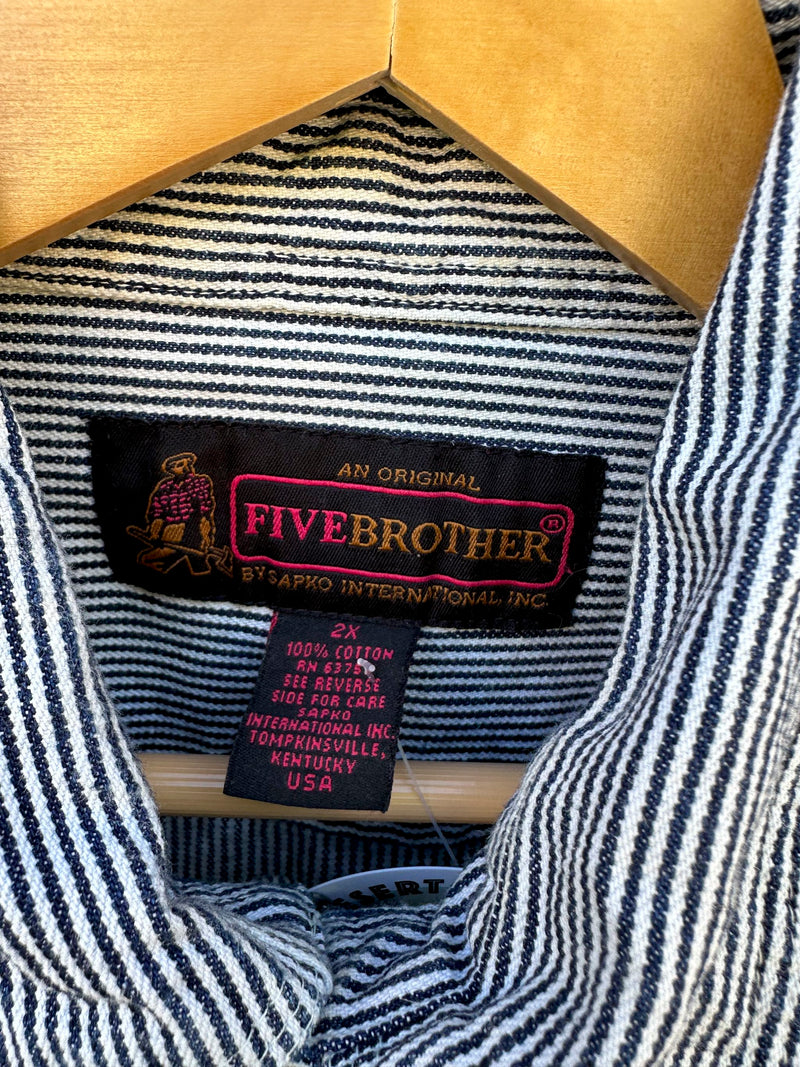 AN ORIGINAL
FIVEBROTHER®
BY SAPKO INTERNATIONAL, INC.
2X
100% COTTON
RN
SEE REVERSE
SIDE FOR CARE
SAPKO
INTERNATIONAL INC.
TOMPKINSVILLE,
KENTUCKY
USA